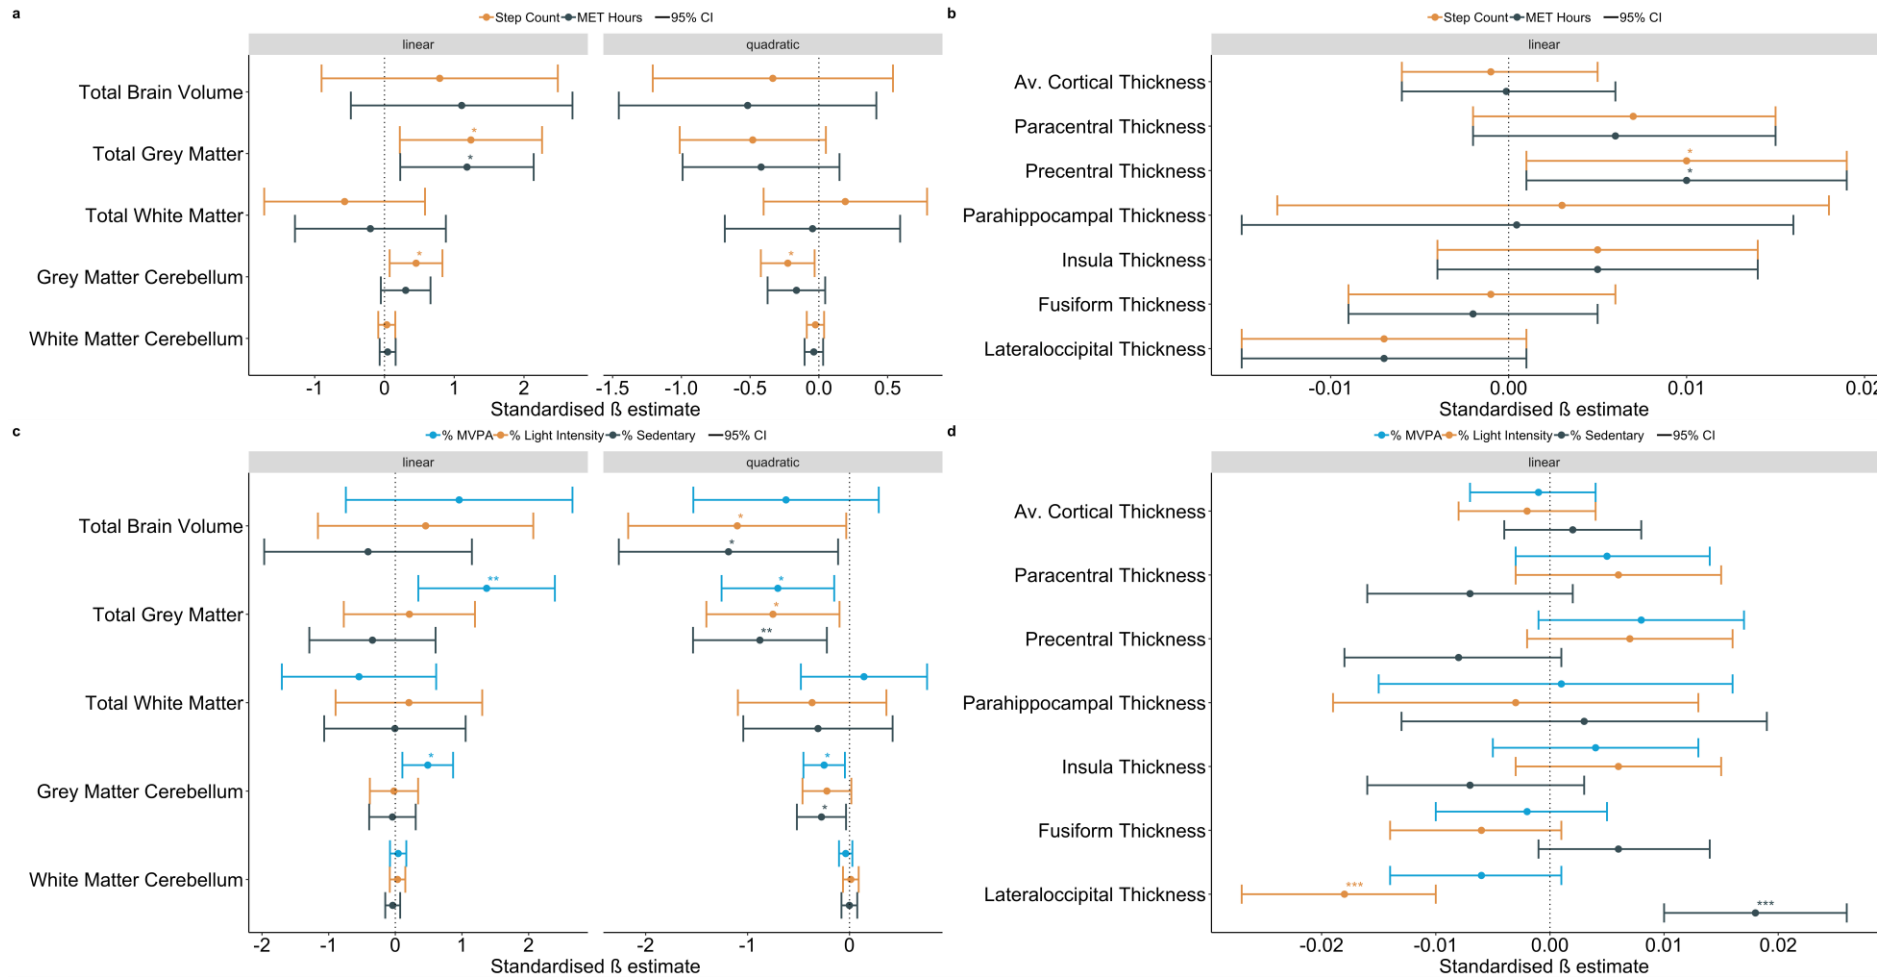 a
Step Count MET Hours 95% CI
linear quadratic
Total Brain Volume
*
Total Grey Matter
*
Total White Matter
* *
Grey Matter Cerebellum
White Matter Cerebellum
-1 0 1 2 -1.5 -1.0 -0.5 0.0 0.5
Standardised ß estimate
b
Step Count MET Hours 95% CI
linear
Av. Cortical Thickness
Paracentral Thickness
*
Precentral Thickness
*
Parahippocampal Thickness
Insula Thickness
Fusiform Thickness
Lateraloccipital Thickness
-0.01 0.00 0.01 0.02
Standardised ß estimate
c
% MVPA % Light Intensity % Sedentary 95% CI
linear quadratic
*
Total Brain Volume
*
** *
*
Total Grey Matter
**
Total White Matter
* *
Grey Matter Cerebellum
*
White Matter Cerebellum
-2 -1 0 1 2 -2 -1 0
Standardised ß estimate
d
% MVPA % Light Intensity % Sedentary 95% CI
linear
Av. Cortical Thickness
Paracentral Thickness
Precentral Thickness
Parahippocampal Thickness
Insula Thickness
Fusiform Thickness
***
Lateraloccipital Thickness
***
-0.02 -0.01 0.00 0.01 0.02
Standardised ß estimate